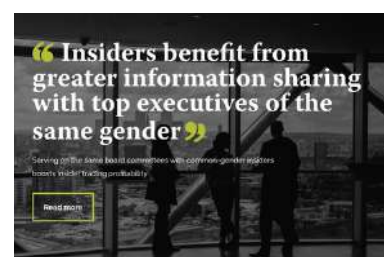 “ Insiders benefit from
greater information sharing
with top executives of the
same gender ”
Serving on the same board committees with common-gender insiders
boosts insider trading profitability
Read more